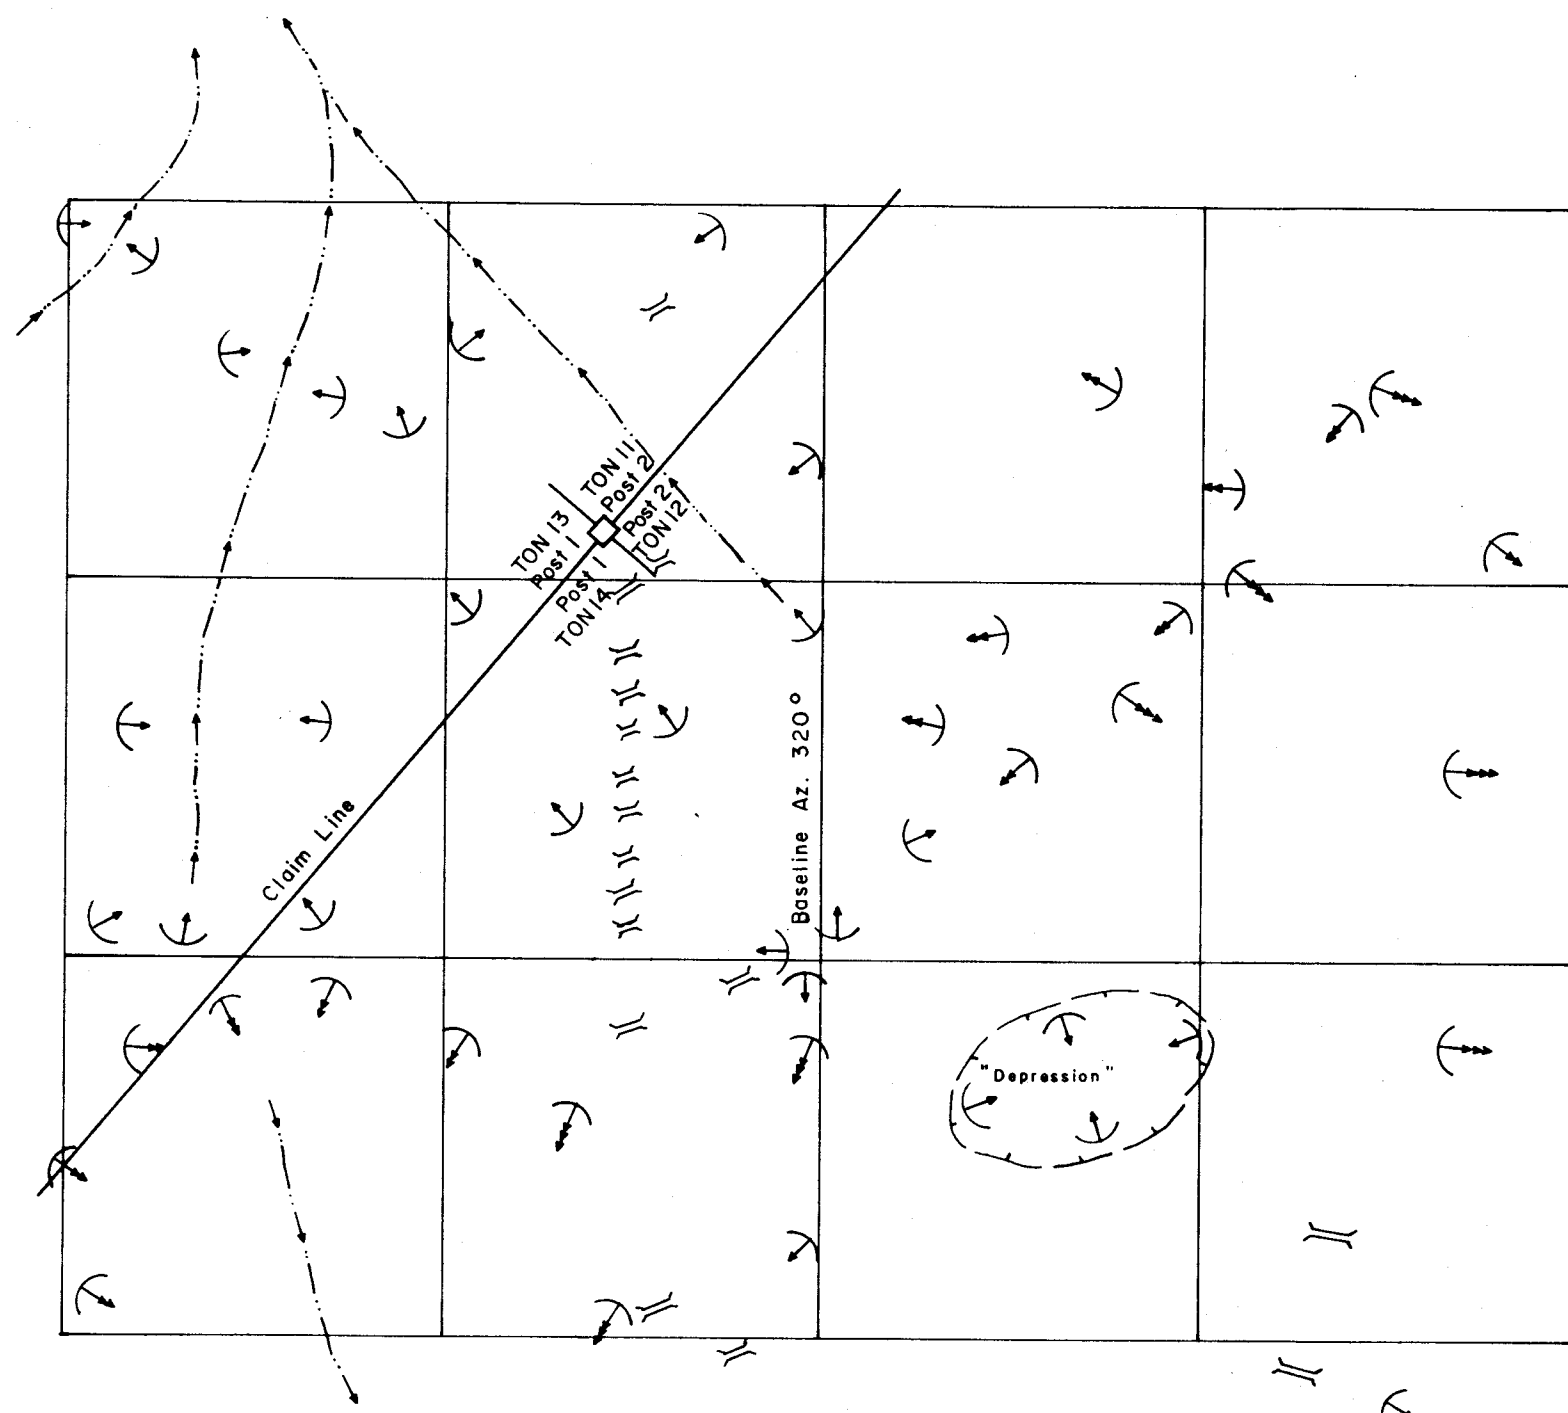 TON 11
Post 2
Post 2
TON 12
TON 13
Post 1
Post 1
TON 14
Claim Line
Baseline Az. 320°
"Depression"